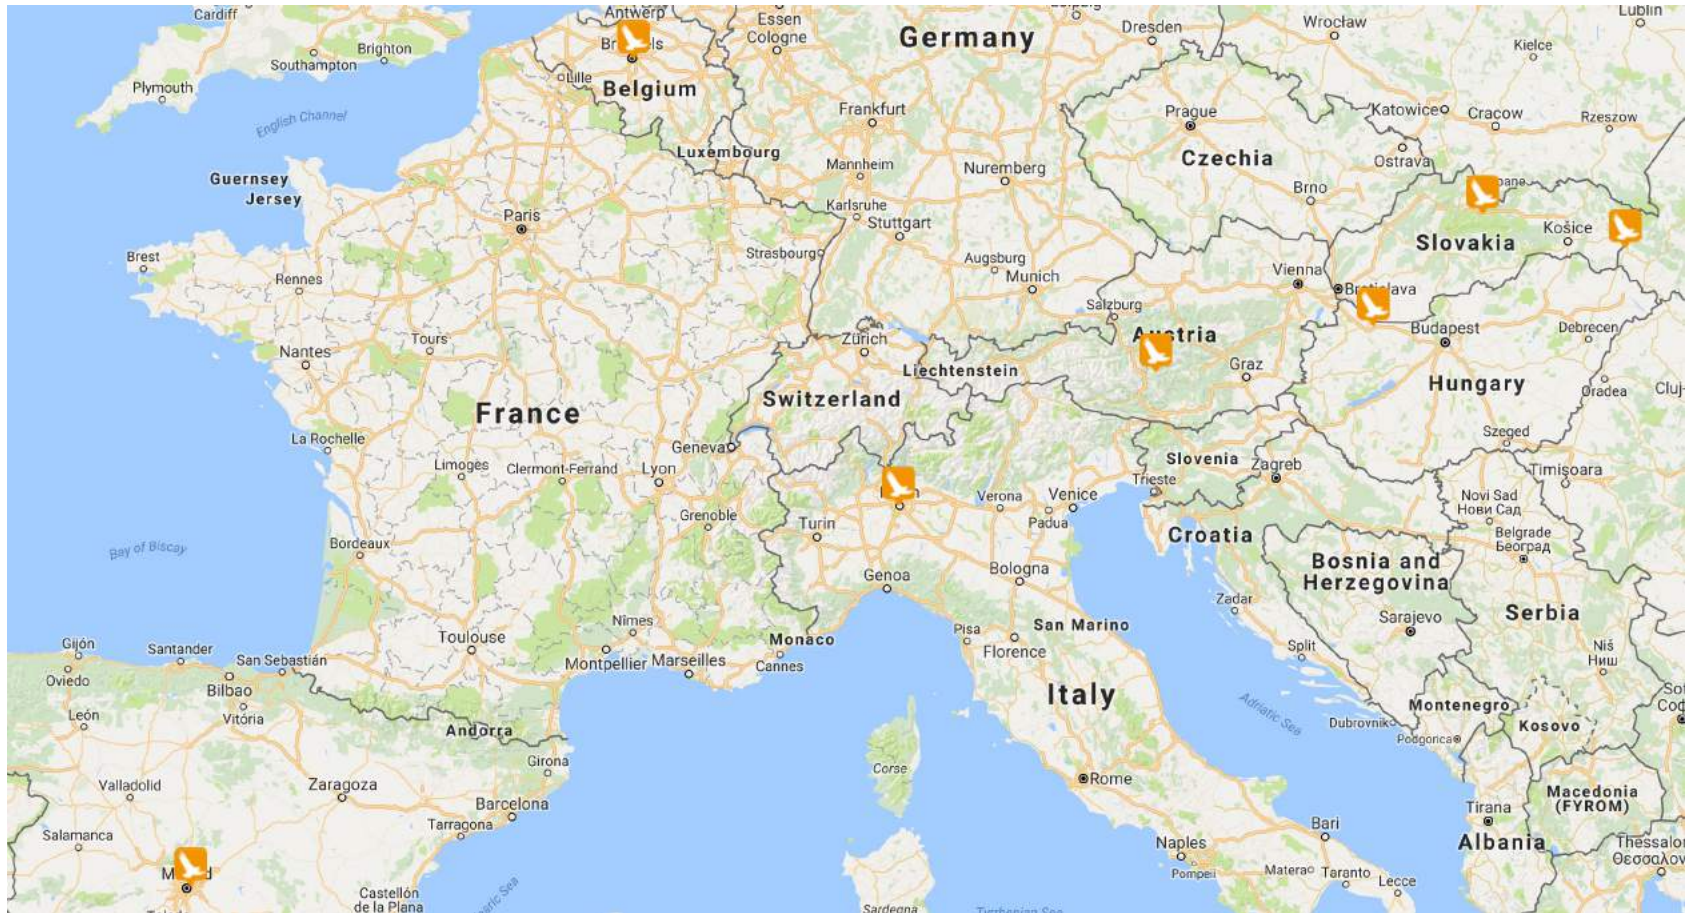 Cardiff
Antwerp
Essen
Cologne
Germany
Dresden
Wrocław
Lublin
Kielce
Brighton
Southampton
Plymouth
Lille
Belgium
English Channel
Frankfurt
Prague
Katowice
Cracow
Rzeszow
Luxembourg
Mannheim
Nuremberg
Czechia
Ostrava
Guernsey
Jersey
Brno
Karlsruhe
Stuttgart
Paris
Košice
Slovakia
Strasbourg
Augsburg
Munich
Vienna
Brest
Rennes
Salzburg
Bratislava
Budapest
Debrecen
Tours
Zürich
Austria
Nantes
Liechtenstein
Graz
Hungary
Oradea
Cluj-
Switzerland
France
La Rochelle
Geneva
Szeged
Limoges
Clermont-Ferrand
Lyon
Slovenia
Zagreb
Timișoara
Trieste
Verona
Venice
Novi Sad
Нови Сад
Grenoble
Turin
Padua
Croatia
Belgrade
Београд
Bay of Biscay
Bordeaux
Bosnia and
Herzegovina
Genoa
Bologna
Zadar
Serbia
Sarajevo
Nîmes
Toulouse
Monaco
San Marino
Pisa
Florence
Split
Niš
Ниш
Gijón
Santander
San Sebastián
Oviedo
Bilbao
Montpellier
Marseilles
Cannes
León
Vitória
Italy
Adriatic Sea
Montenegro
Dubrovnik
Kosovo
Podgorica
Andorra
Girona
Corse
Valladolid
Zaragoza
Rome
Barcelona
Tarragona
Salamanca
Macedonia
(FYROM)
Tirana
Bari
Albania
Naples
Pompeii
Matera
Taranto
Lecce
Castellón
de la Plana